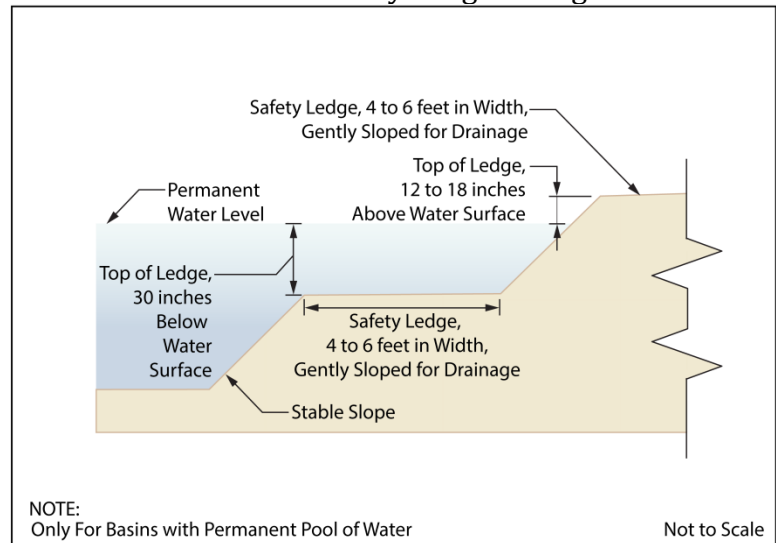 Safety Ledge, 4 to 6 feet in Width,
Gently Sloped for Drainage
Top of Ledge,
12 to 18 inches
Above Water Surface
Permanent
Water Level
Top of Ledge,
30 inches
Below
Water
Surface
Safety Ledge,
4 to 6 feet in Width,
Gently Sloped for Drainage
Stable Slope
NOTE:
Only For Basins with Permanent Pool of Water
Not to Scale